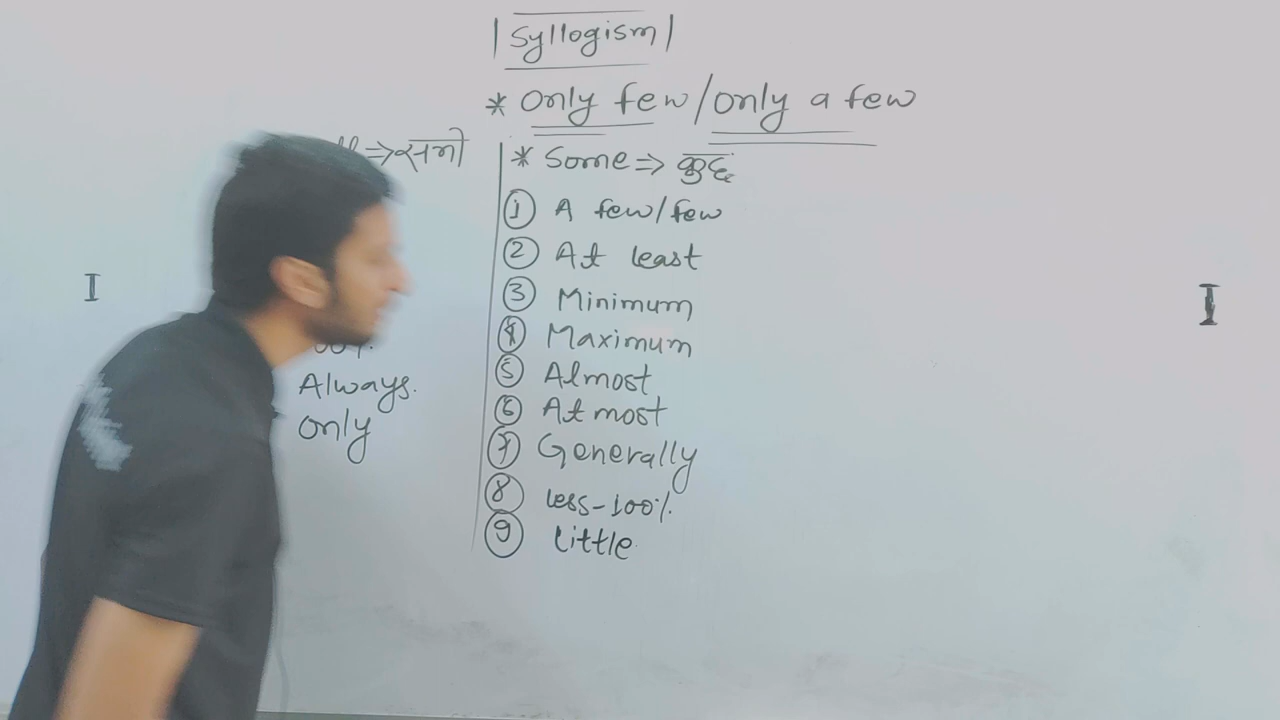 |Syllogism|
* Only few/only a few
⇒सभी
100%.
Always.
only
* Some ⇒ कुछ
① A few/few
② At least
③ Minimum
④ Maximum
⑤ Almost
⑥ At most
⑦ Generally
⑧ less-100%
⑨ little
I
I